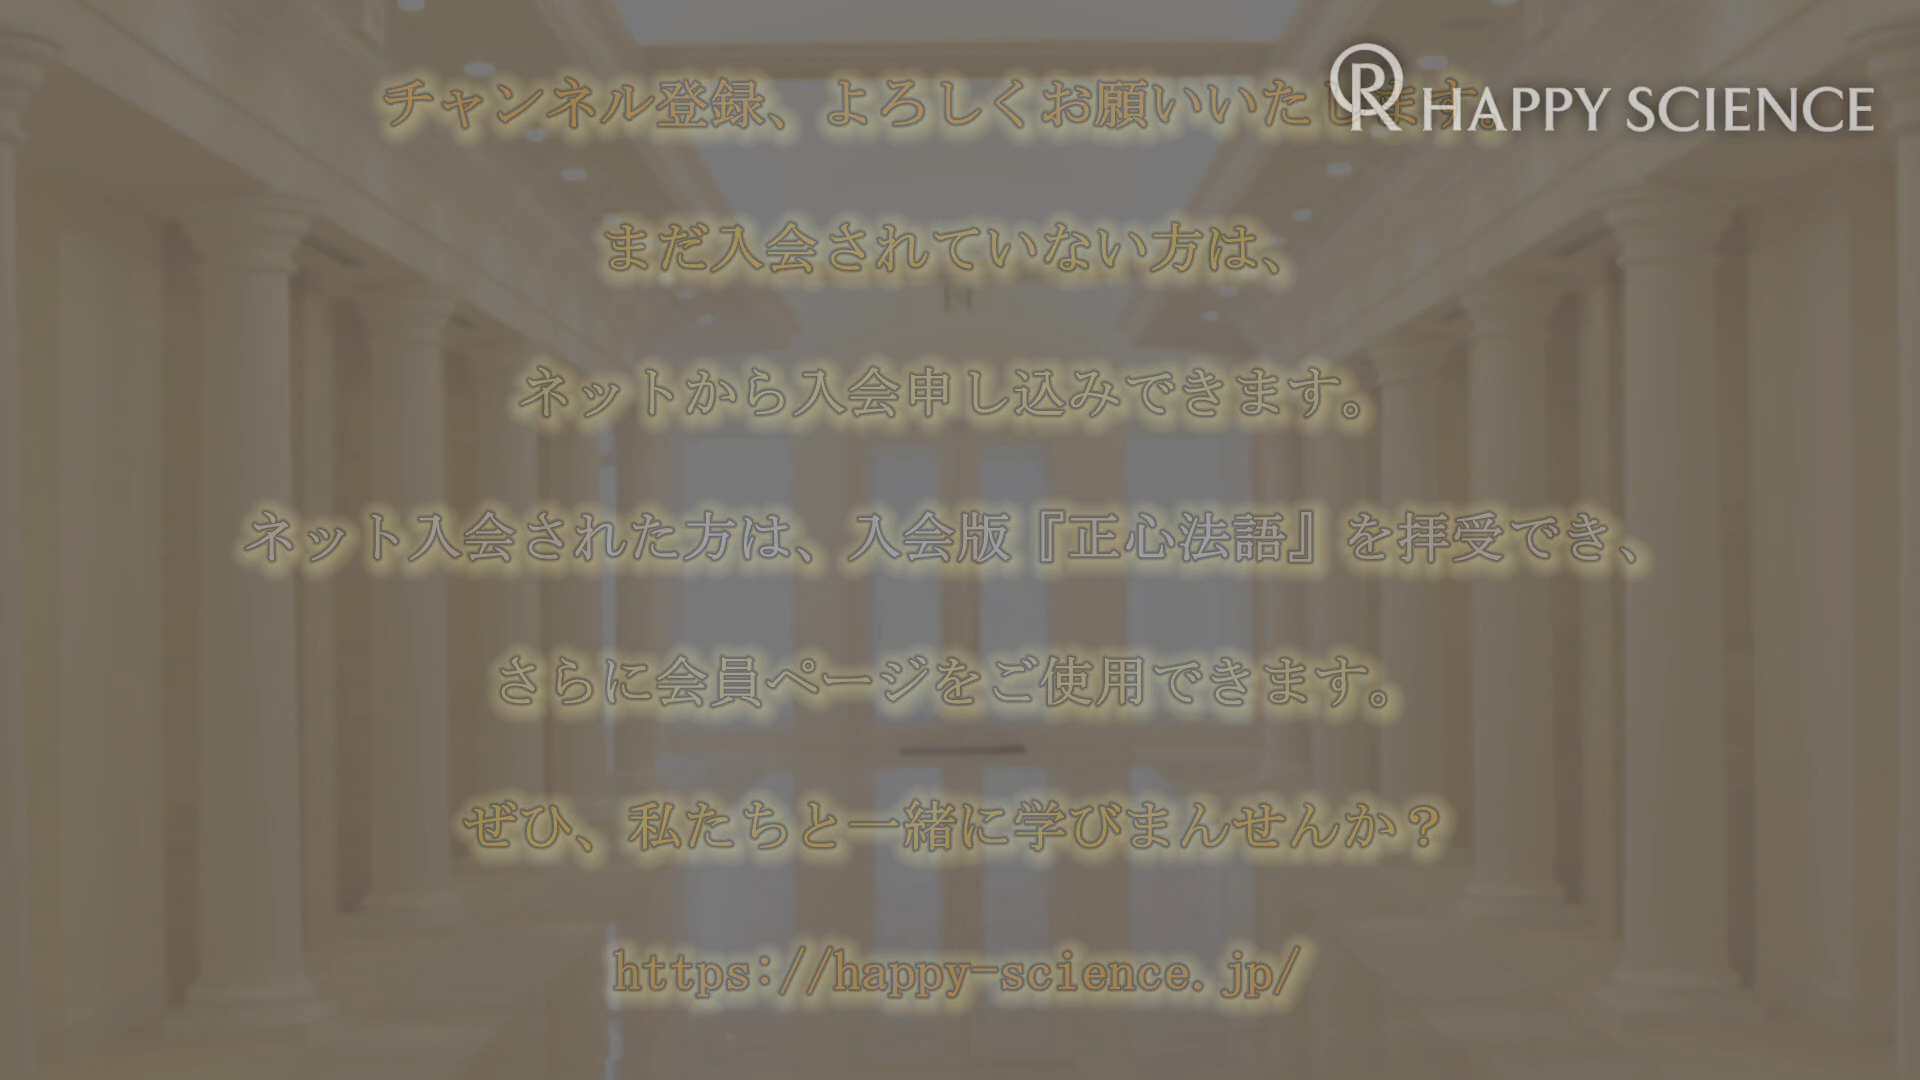 チャンネル登録、よろしくお願いいたします。
HAPPY SCIENCE
まだ入会されていない方は、
ネットから入会申し込みできます。
ネット入会された方は、入会版『正心法語』を拝受でき、
さらに会員ページをご使用できます。
ぜひ、私たちと一緒に学びまんせんか？
https://happy-science.jp/